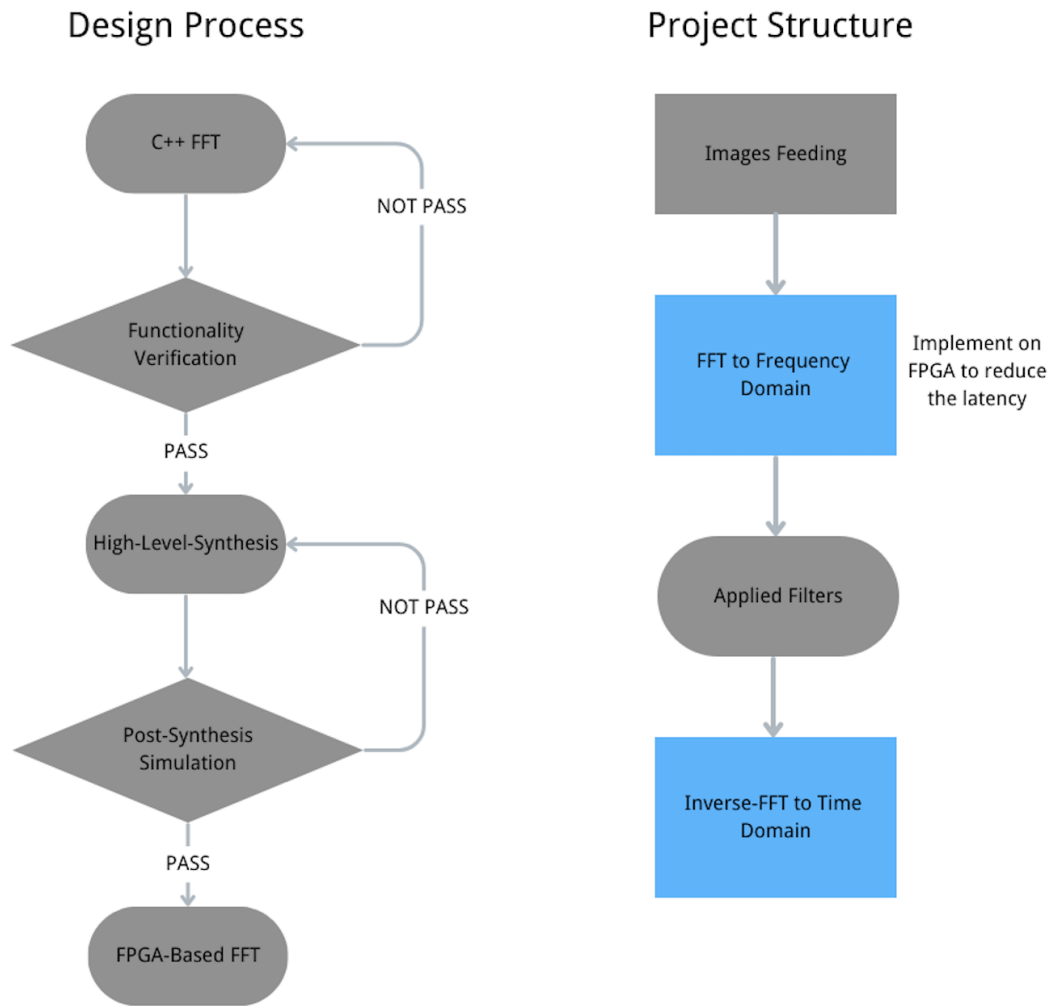 Design Process
C++ FFT
NOT PASS
Functionality
Verification
PASS
High-Level-Synthesis
NOT PASS
Post-Synthesis
Simulation
PASS
FPGA-Based FFT
Project Structure
Images Feeding
FFT to Frequency
Domain
Implement on
FPGA to reduce
the latency
Applied Filters
Inverse-FFT to Time
Domain